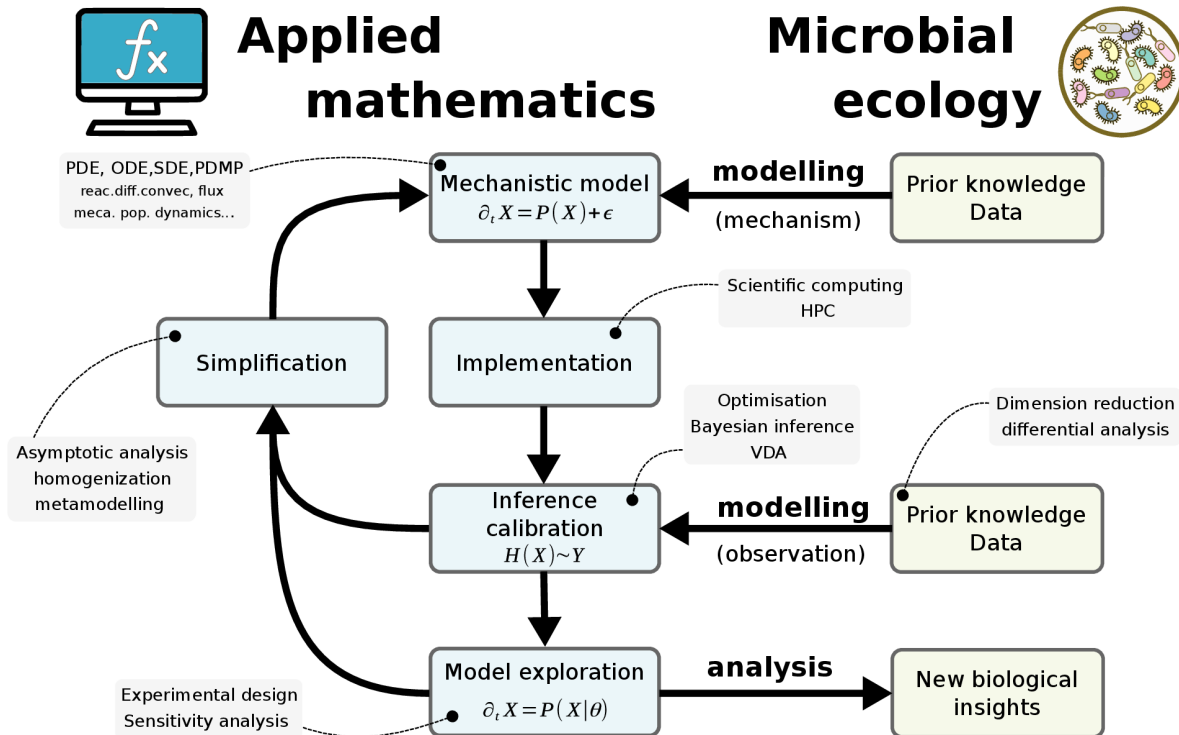 fx
Applied
mathematics
Microbial
ecology
PDE, ODE,SDE,PDMP
reac.diff.convec, flux
meca. pop. dynamics...
Mechanistic model
∂ₜ X = P(X) + ϵ
modelling
(mechanism)
Prior knowledge
Data
Scientific computing
HPC
Simplification
Implementation
Optimisation
Bayesian inference
VDA
Dimension reduction
differential analysis
Asymptotic analysis
homogenization
metamodelling
Inference
calibration
H(X)~Y
modelling
(observation)
Prior knowledge
Data
Model exploration
∂ₜ X = P(X|θ)
analysis
New biological
insights
Experimental design
Sensitivity analysis